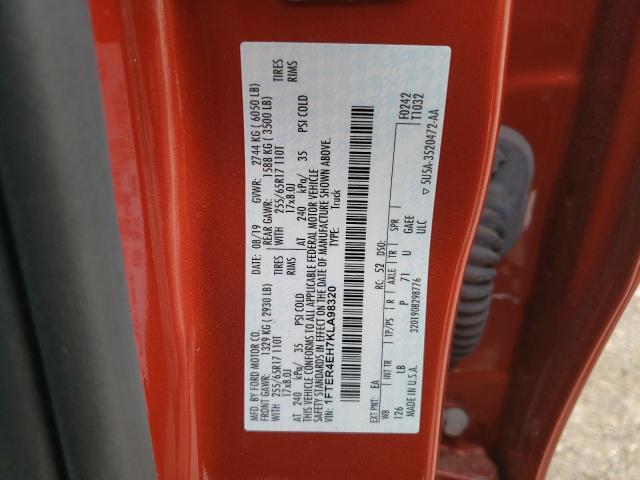 MFD. BY FORD MOTOR CO.
DATE: 08/19 GVWR: 2744 KG (6050 LB)
FRONT GAWR: 1329 KG (2930 LB) REAR GAWR: 1588 KG (3500 LB)
WITH 255/65R17 110T TIRES WITH 255/65R17 110T TIRES
17x8.0J RIMS 17x8.0J RIMS
AT 240 kPa/ 35 PSI COLD AT 240 kPa/ 35 PSI COLD
THIS VEHICLE CONFORMS TO ALL APPLICABLE FEDERAL MOTOR VEHICLE
SAFETY STANDARDS IN EFFECT ON THE DATE OF MANUFACTURE SHOWN ABOVE.
VIN: 1FTER4EH7KLA98320
TYPE: Truck
F0242
T1032
EXT PNT: EA RC: 52 DSO:
WB INT TR TP/PS R AXLE TR SPR
126 LB P 71 U GAEE
ULC
MADE IN U.S.A. 3201908298776
▽ 5U5A-3520472-AA